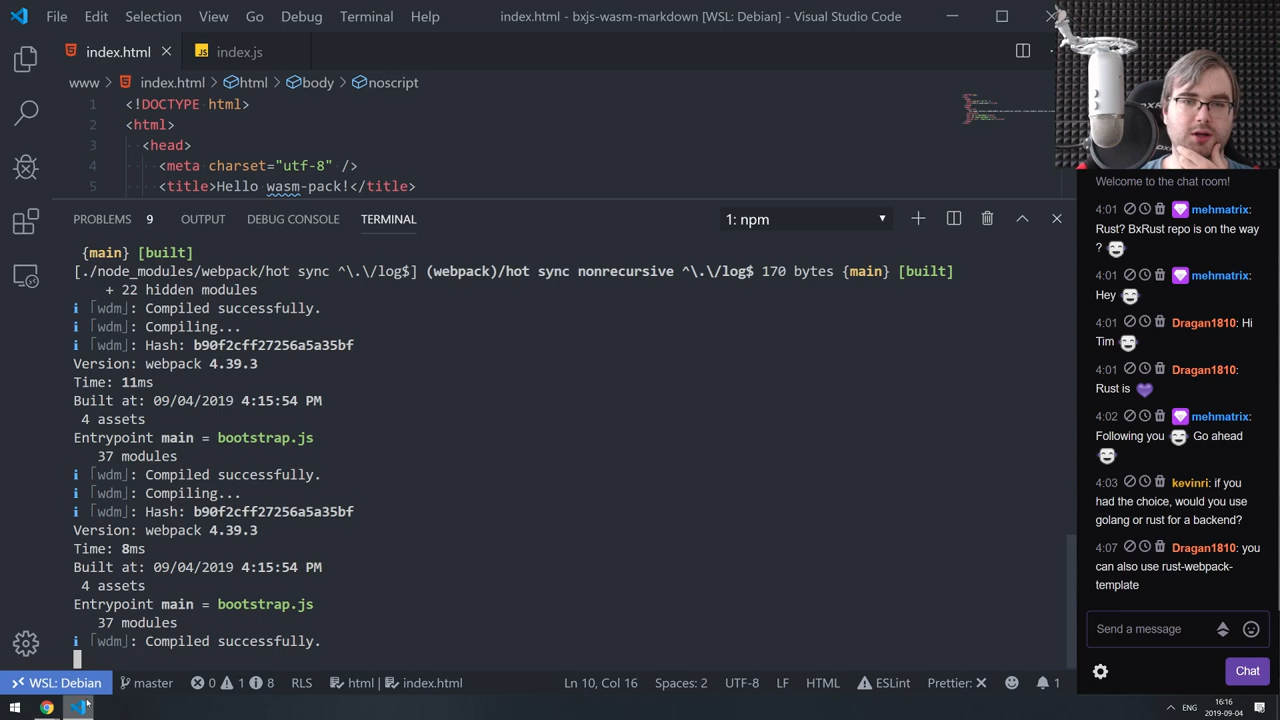 File Edit Selection View Go Debug Terminal Help
index.html - bxjs-wasm-markdown [WSL: Debian] - Visual Studio Code
index.html
JS index.js
www index.html html body noscript
1 <!DOCTYPE html>
2 <html>
3 <head>
4 <meta charset="utf-8" />
5 <title>Hello wasm-pack!</title>
PROBLEMS 9 OUTPUT DEBUG CONSOLE TERMINAL
1: npm
{main} [built]
[./node_modules/webpack/hot sync ^\.\/log$] (webpack)/hot sync nonrecursive ^\.\/log$ 170 bytes {main} [built]
+ 22 hidden modules
ℹ ｢wdm｣: Compiled successfully.
ℹ ｢wdm｣: Compiling...
ℹ ｢wdm｣: Hash: b90f2cff27256a5a35bf
Version: webpack 4.39.3
Time: 11ms
Built at: 09/04/2019 4:15:54 PM
4 assets
Entrypoint main = bootstrap.js
37 modules
ℹ ｢wdm｣: Compiled successfully.
ℹ ｢wdm｣: Compiling...
ℹ ｢wdm｣: Hash: b90f2cff27256a5a35bf
Version: webpack 4.39.3
Time: 8ms
Built at: 09/04/2019 4:15:54 PM
4 assets
Entrypoint main = bootstrap.js
37 modules
ℹ ｢wdm｣: Compiled successfully.
WSL: Debian master 0 1 8 RLS html index.html Ln 10, Col 16 Spaces: 2 UTF-8 LF HTML ESLint Prettier: ✕ 1
Welcome to the chat room!
4:01 mehmatrix:
Rust? BxRust repo is on the way
?
4:01 mehmatrix:
Hey
4:01 Dragan1810: Hi
Tim
4:01 Dragan1810:
Rust is
4:02 mehmatrix:
Following you Go ahead
4:03 kevinri: if you
had the choice, would you use
golang or rust for a backend?
4:07 Dragan1810: you
can also use rust-webpack-
template
Send a message
Chat
ENG
16:16
2019-09-04